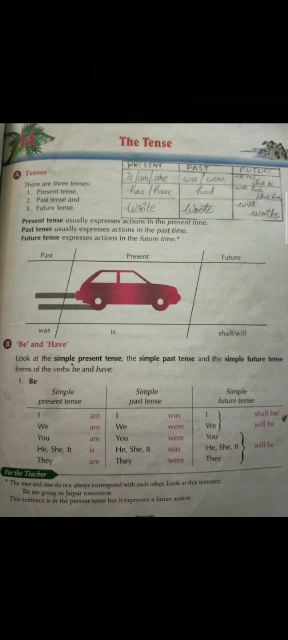 The Tense
A Tenses
There are three tenses:
1. Present tense,
2. Past tense and
3. Future tense.
PRESENT PAST FUTURE
is/am/are was/were shall be
has/have had will
Wrote Wrote will
Present tense usually expresses actions in the present time.
Past tense usually expresses actions in the past time.
Future tense expresses actions in the future time.*
Past Present Future
was is shall/will
B 'Be' and 'Have'
Look at the simple present tense, the simple past tense and the simple future tense
forms of the verbs be and have:
1. Be
Simple present tense Simple past tense Simple future tense
I am I was I shall be/
We are We were We will be
You are You were You
He, She, It is He, She, It was He, She, It will be
They are They were They
For the Teacher
* The tense and time do not always correspond with each other. Look at this sentence:
We are going to Jaipur tomorrow.
This sentence is in the present tense but it expresses a future action.